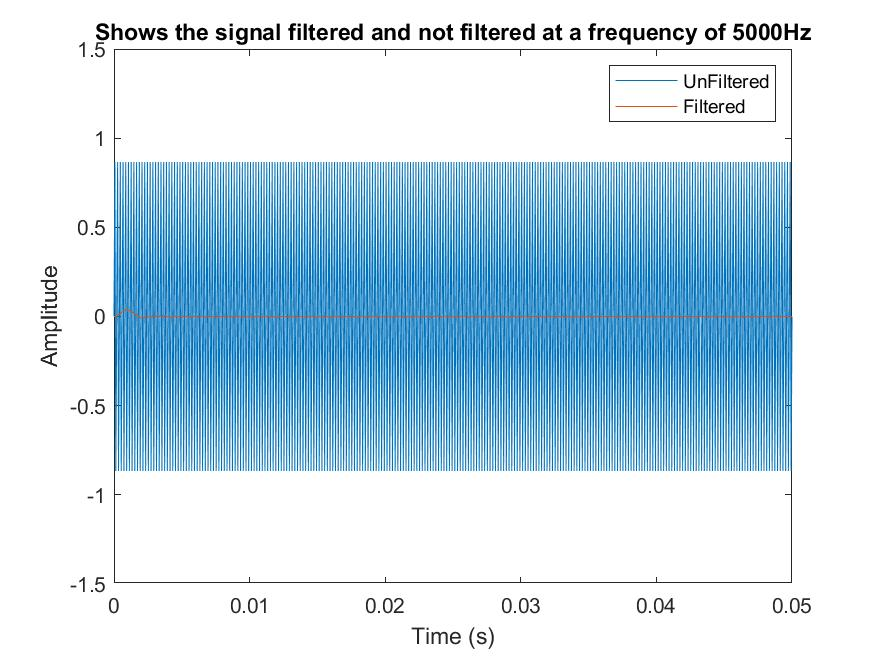 Shows the signal filtered and not filtered at a frequency of 5000Hz
1.5
1
0.5
0
-0.5
-1
-1.5
UnFiltered
Filtered
Amplitude
0
0.01
0.02
0.03
0.04
0.05
Time (s)